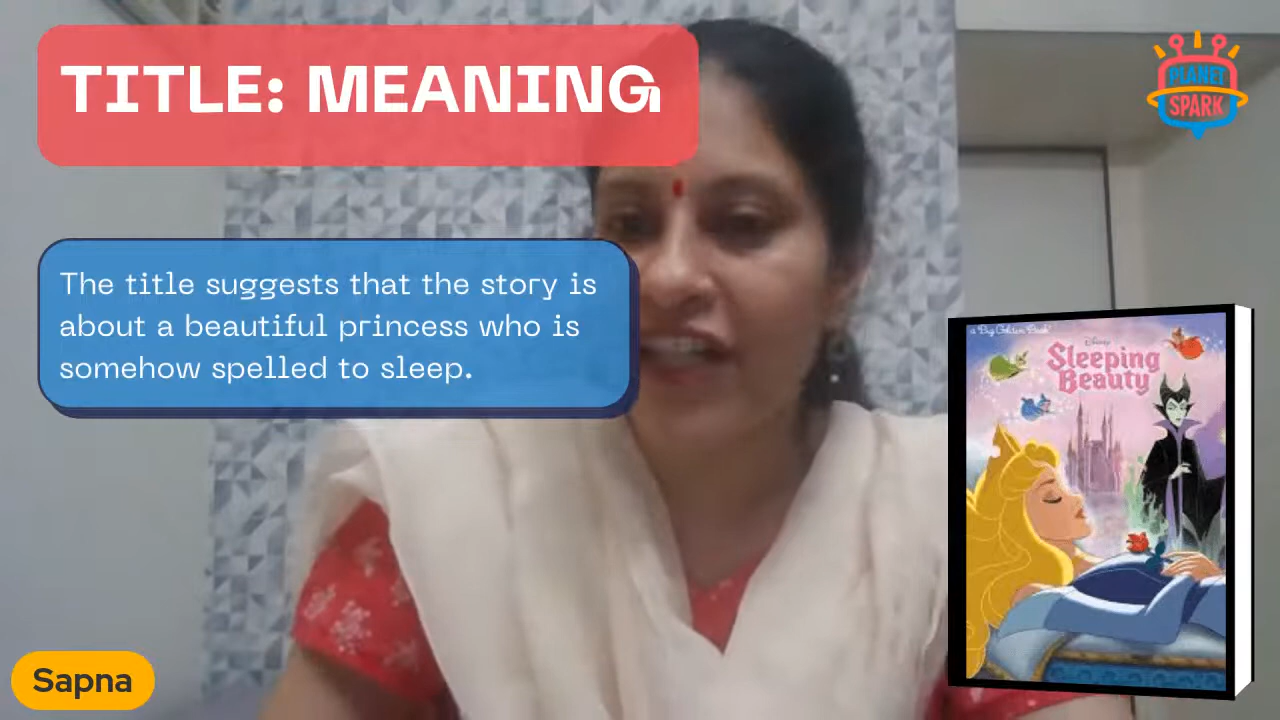 TITLE: MEANING
PLANET
SPARK
The title suggests that the story is
about a beautiful princess who is
somehow spelled to sleep.
a Big Golden Book
Disney
Sleeping
Beauty
Sapna